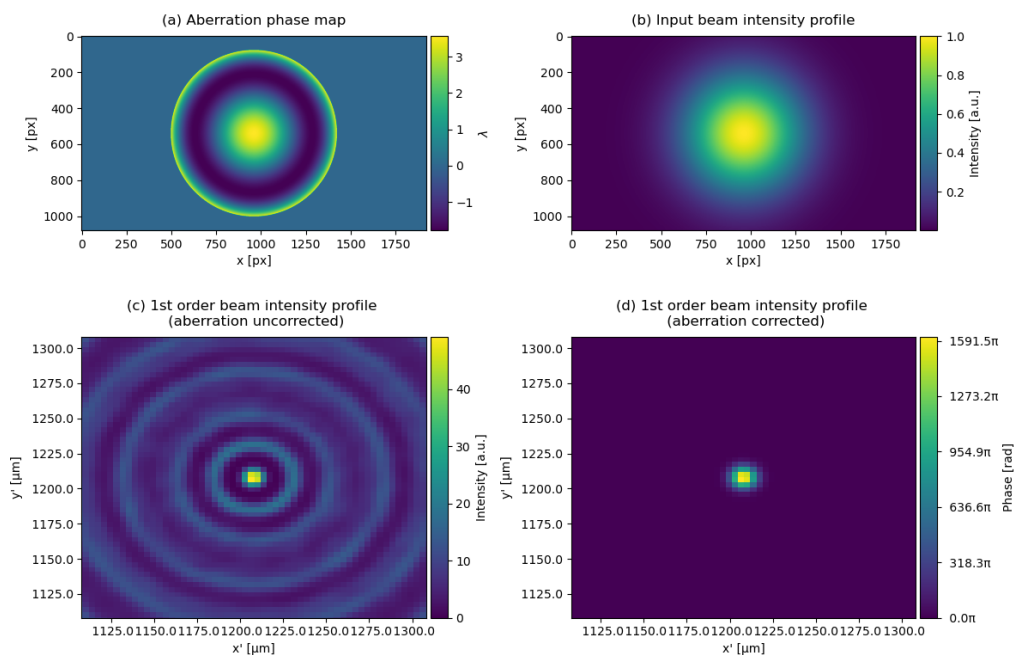 (a) Aberration phase map
0
200
400
600
800
1000
y [px]
0 250 500 750 1000 1250 1500 1750
x [px]
3
2
1
0
−1
λ
(b) Input beam intensity profile
0
200
400
600
800
1000
y [px]
0 250 500 750 1000 1250 1500 1750
x [px]
1.0
0.8
0.6
0.4
0.2
Intensity [a.u.]
(c) 1st order beam intensity profile
(aberration uncorrected)
1300.0
1275.0
1250.0
1225.0
1200.0
1175.0
1150.0
1125.0
y' [µm]
1125.0 1150.0 1175.0 1200.0 1225.0 1250.0 1275.0 1300.0
x' [µm]
40
30
20
10
0
Intensity [a.u.]
(d) 1st order beam intensity profile
(aberration corrected)
1300.0
1275.0
1250.0
1225.0
1200.0
1175.0
1150.0
1125.0
y' [µm]
1125.0 1150.0 1175.0 1200.0 1225.0 1250.0 1275.0 1300.0
x' [µm]
1591.5π
1273.2π
954.9π
636.6π
318.3π
0.0π
Phase [rad]